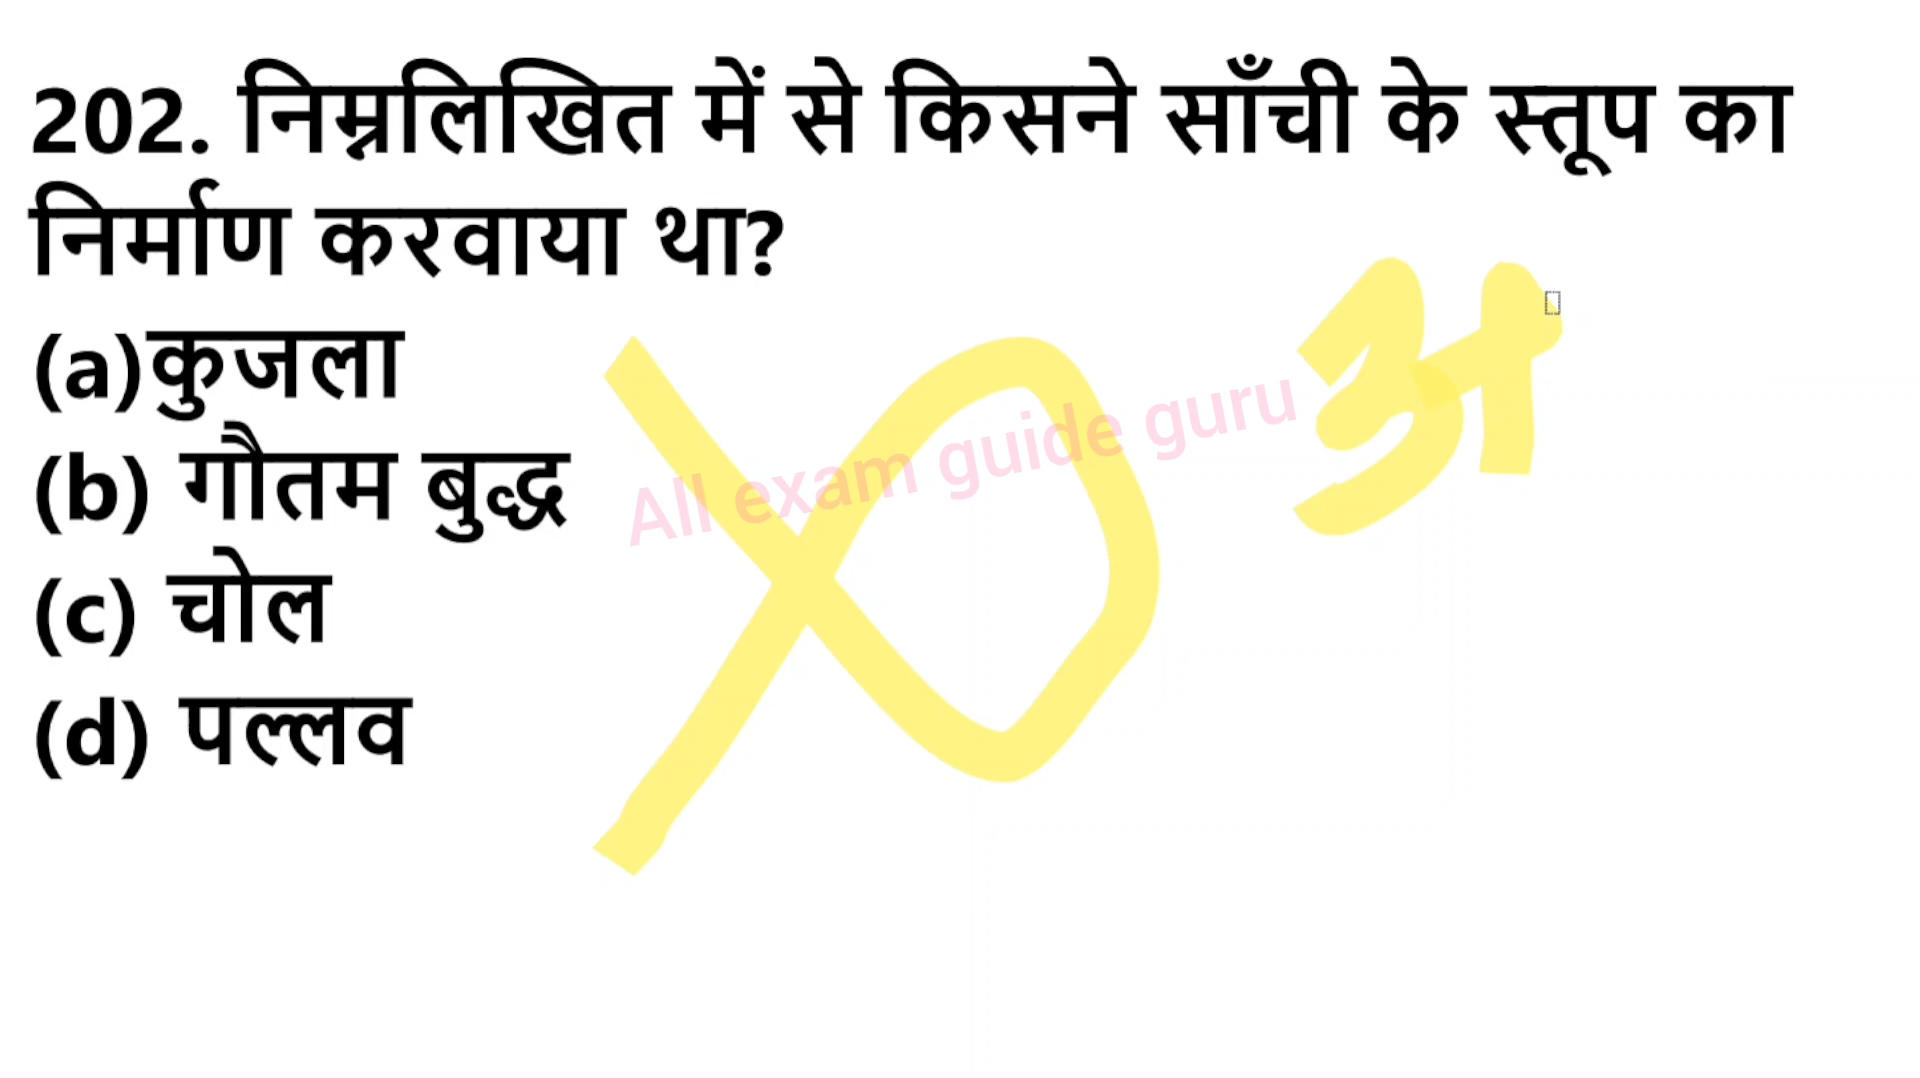 202. निम्नलिखित में से किसने साँची के स्तूप का
निर्माण करवाया था?
(a)कुजला
(b) गौतम बुद्ध
(c) चोल
(d) पल्लव
All exam guide guru
अ